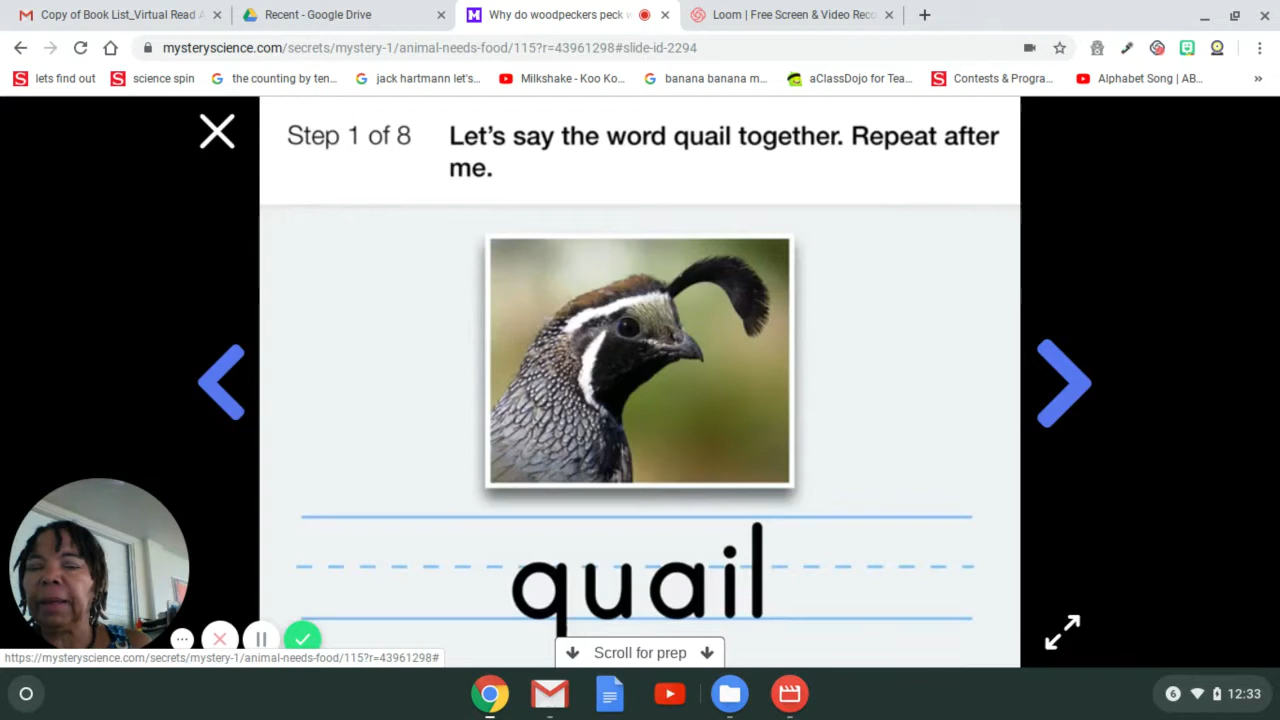 Copy of Book List_Virtual Read A
Recent - Google Drive
Why do woodpeckers peck w
Loom | Free Screen & Video Reco
mysteryscience.com/secrets/mystery-1/animal-needs-food/115?r=43961298#slide-id-2294
lets find out
science spin
the counting by ten...
jack hartmann let's...
Milkshake - Koo Ko...
banana banana m...
aClassDojo for Tea...
Contests & Progra...
Alphabet Song | AB...
Step 1 of 8
Let's say the word quail together. Repeat after
me.
quail
Scroll for prep
https://mysteryscience.com/secrets/mystery-1/animal-needs-food/115?r=43961298#
6
12:33